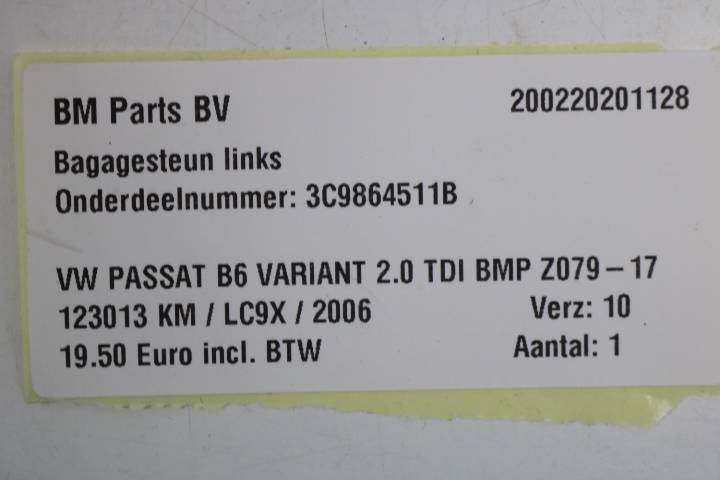 BM Parts BV 200220201128
Bagagesteun links
Onderdeelnummer: 3C9864511B
VW PASSAT B6 VARIANT 2.0 TDI BMP Z079-17
123013 KM / LC9X / 2006 Verz: 10
19.50 Euro incl. BTW Aantal: 1